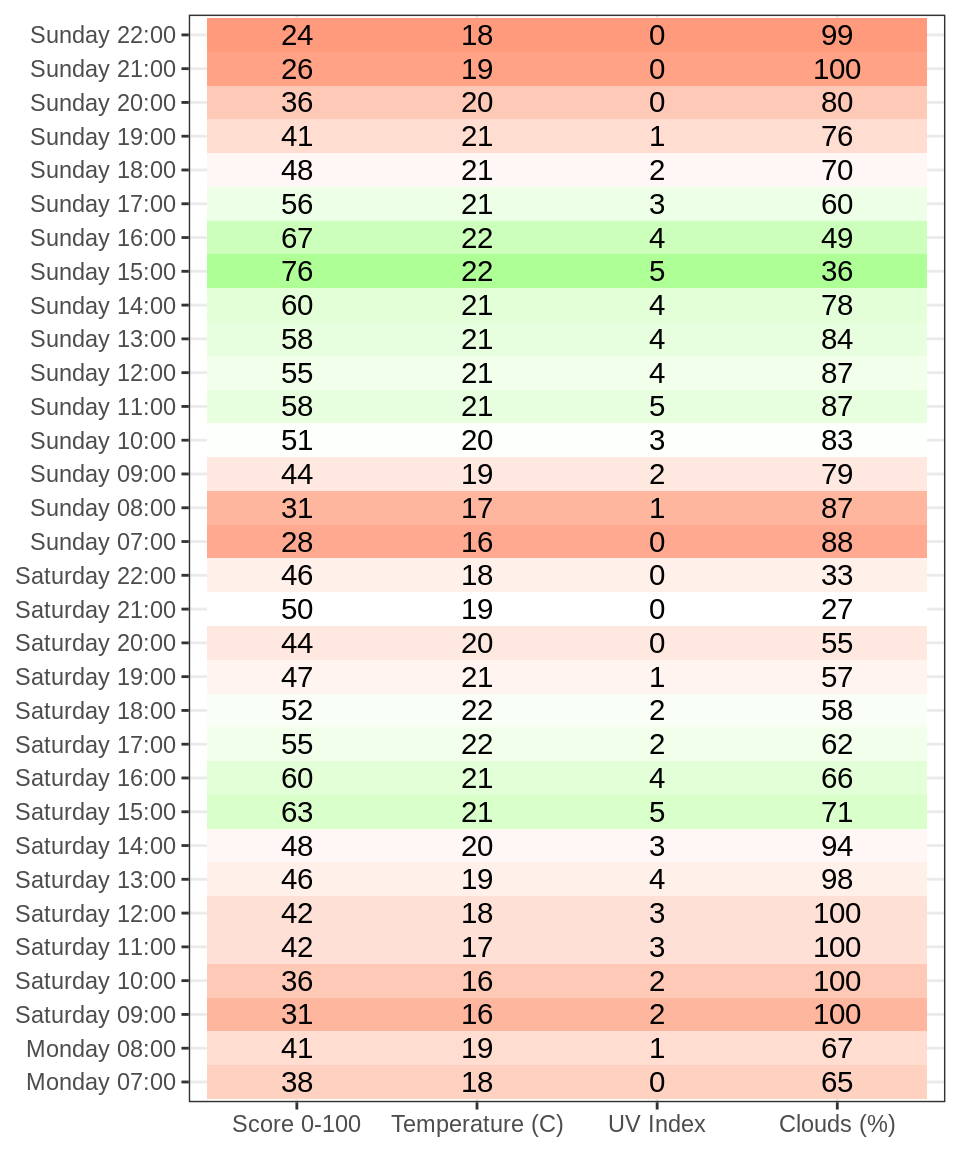 Sunday 22:00 24 18 0 99
Sunday 21:00 26 19 0 100
Sunday 20:00 36 20 0 80
Sunday 19:00 41 21 1 76
Sunday 18:00 48 21 2 70
Sunday 17:00 56 21 3 60
Sunday 16:00 67 22 4 49
Sunday 15:00 76 22 5 36
Sunday 14:00 60 21 4 78
Sunday 13:00 58 21 4 84
Sunday 12:00 55 21 4 87
Sunday 11:00 58 21 5 87
Sunday 10:00 51 20 3 83
Sunday 09:00 44 19 2 79
Sunday 08:00 31 17 1 87
Sunday 07:00 28 16 0 88
Saturday 22:00 46 18 0 33
Saturday 21:00 50 19 0 27
Saturday 20:00 44 20 0 55
Saturday 19:00 47 21 1 57
Saturday 18:00 52 22 2 58
Saturday 17:00 55 22 2 62
Saturday 16:00 60 21 4 66
Saturday 15:00 63 21 5 71
Saturday 14:00 48 20 3 94
Saturday 13:00 46 19 4 98
Saturday 12:00 42 18 3 100
Saturday 11:00 42 17 3 100
Saturday 10:00 36 16 2 100
Saturday 09:00 31 16 2 100
Monday 08:00 41 19 1 67
Monday 07:00 38 18 0 65
Score 0-100 Temperature (C) UV Index Clouds (%)